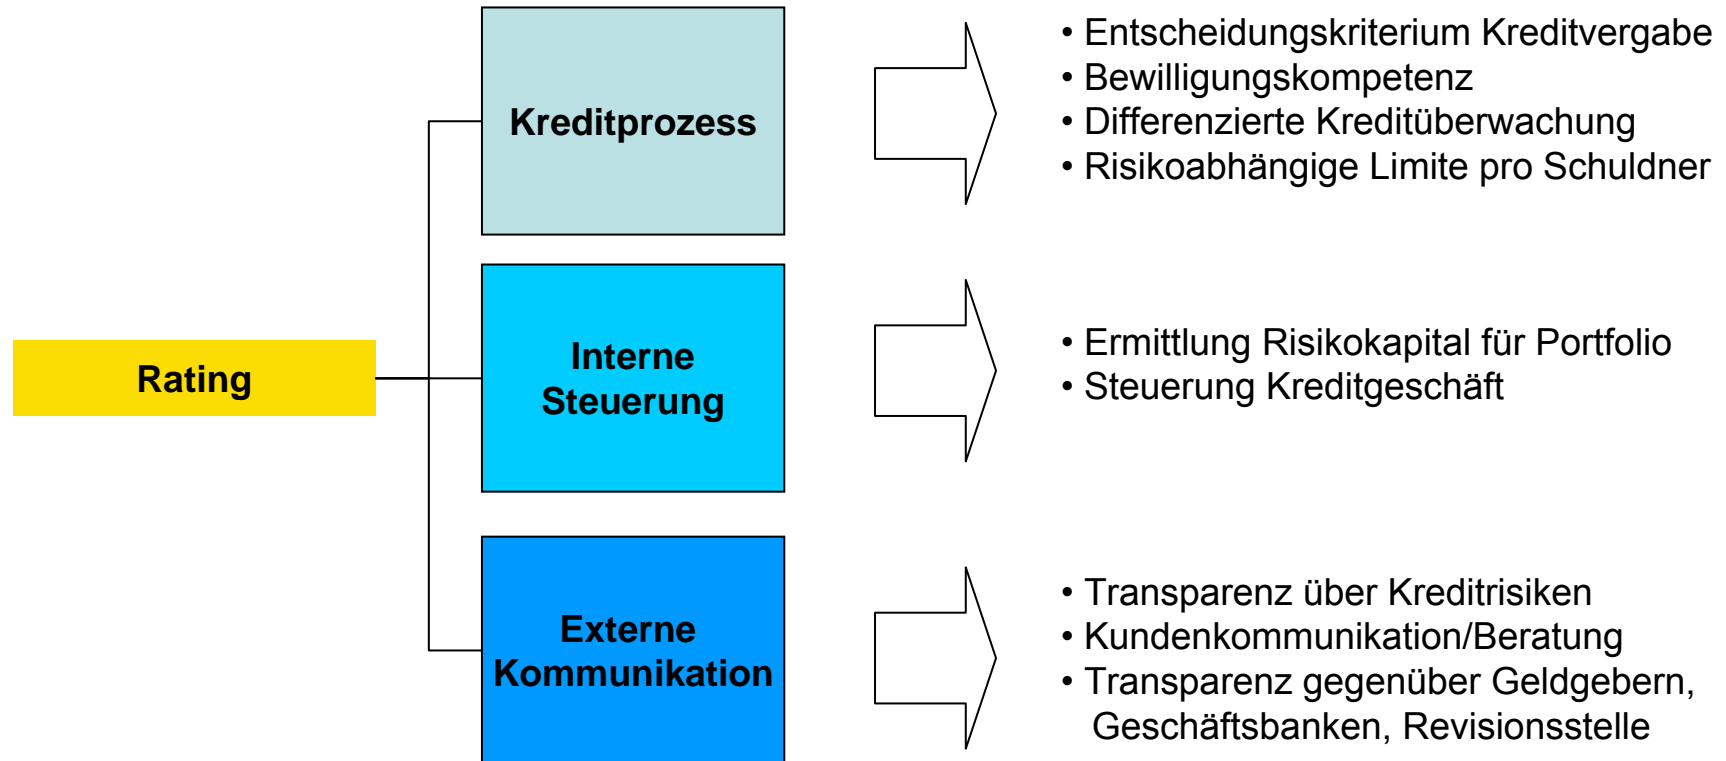 Rating
Kreditprozess
• Entscheidungskriterium Kreditvergabe
• Bewilligungskompetenz
• Differenzierte Kreditüberwachung
• Risikoabhängige Limite pro Schuldner
Interne
Steuerung
• Ermittlung Risikokapital für Portfolio
• Steuerung Kreditgeschäft
Externe
Kommunikation
• Transparenz über Kreditrisiken
• Kundenkommunikation/Beratung
• Transparenz gegenüber Geldgebern,
Geschäftsbanken, Revisionsstelle